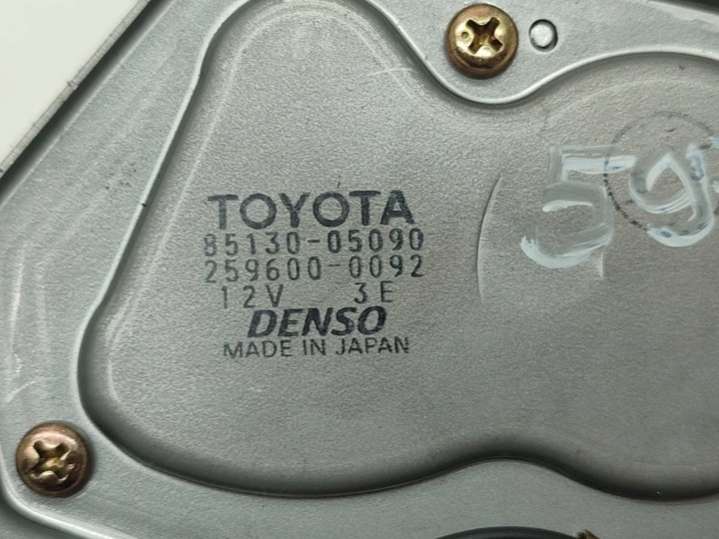 TOYOTA
85130-05090
259600-0092
12V 3E
DENSO
MADE IN JAPAN